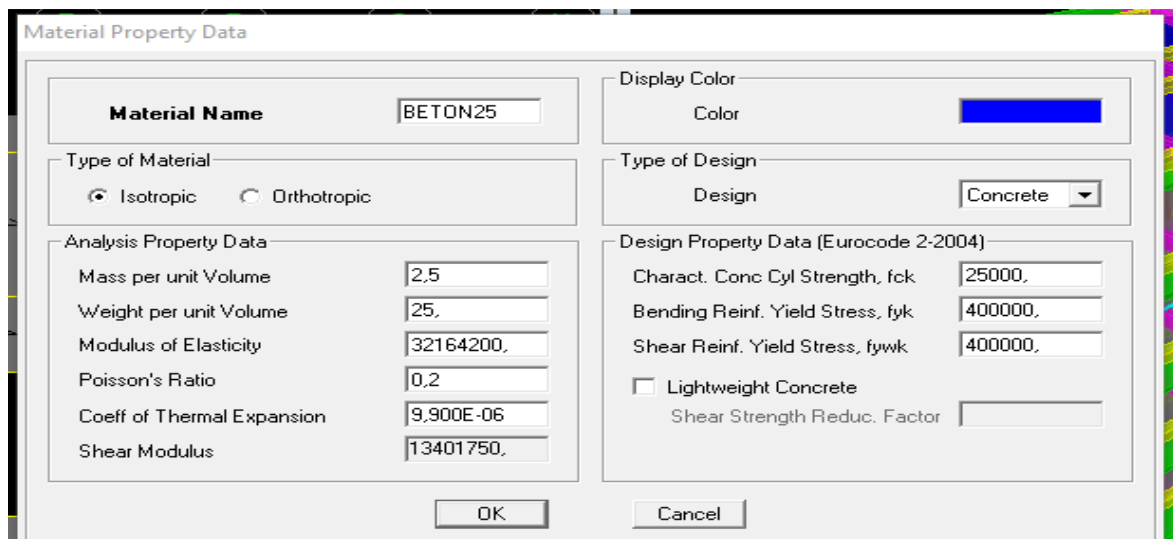 Material Property Data
Material Name BETON25
Display Color
Color
Type of Material
Isotropic Orthotropic
Type of Design
Design Concrete
Analysis Property Data
Mass per unit Volume 2,5
Weight per unit Volume 25,
Modulus of Elasticity 32164200,
Poisson's Ratio 0,2
Coeff of Thermal Expansion 9,900E-06
Shear Modulus 13401750,
Design Property Data (Eurocode 2-2004)
Charact. Conc Cyl Strength, fck 25000,
Bending Reinf. Yield Stress, fyk 400000,
Shear Reinf. Yield Stress, fywk 400000,
Lightweight Concrete
Shear Strength Reduc. Factor
OK Cancel